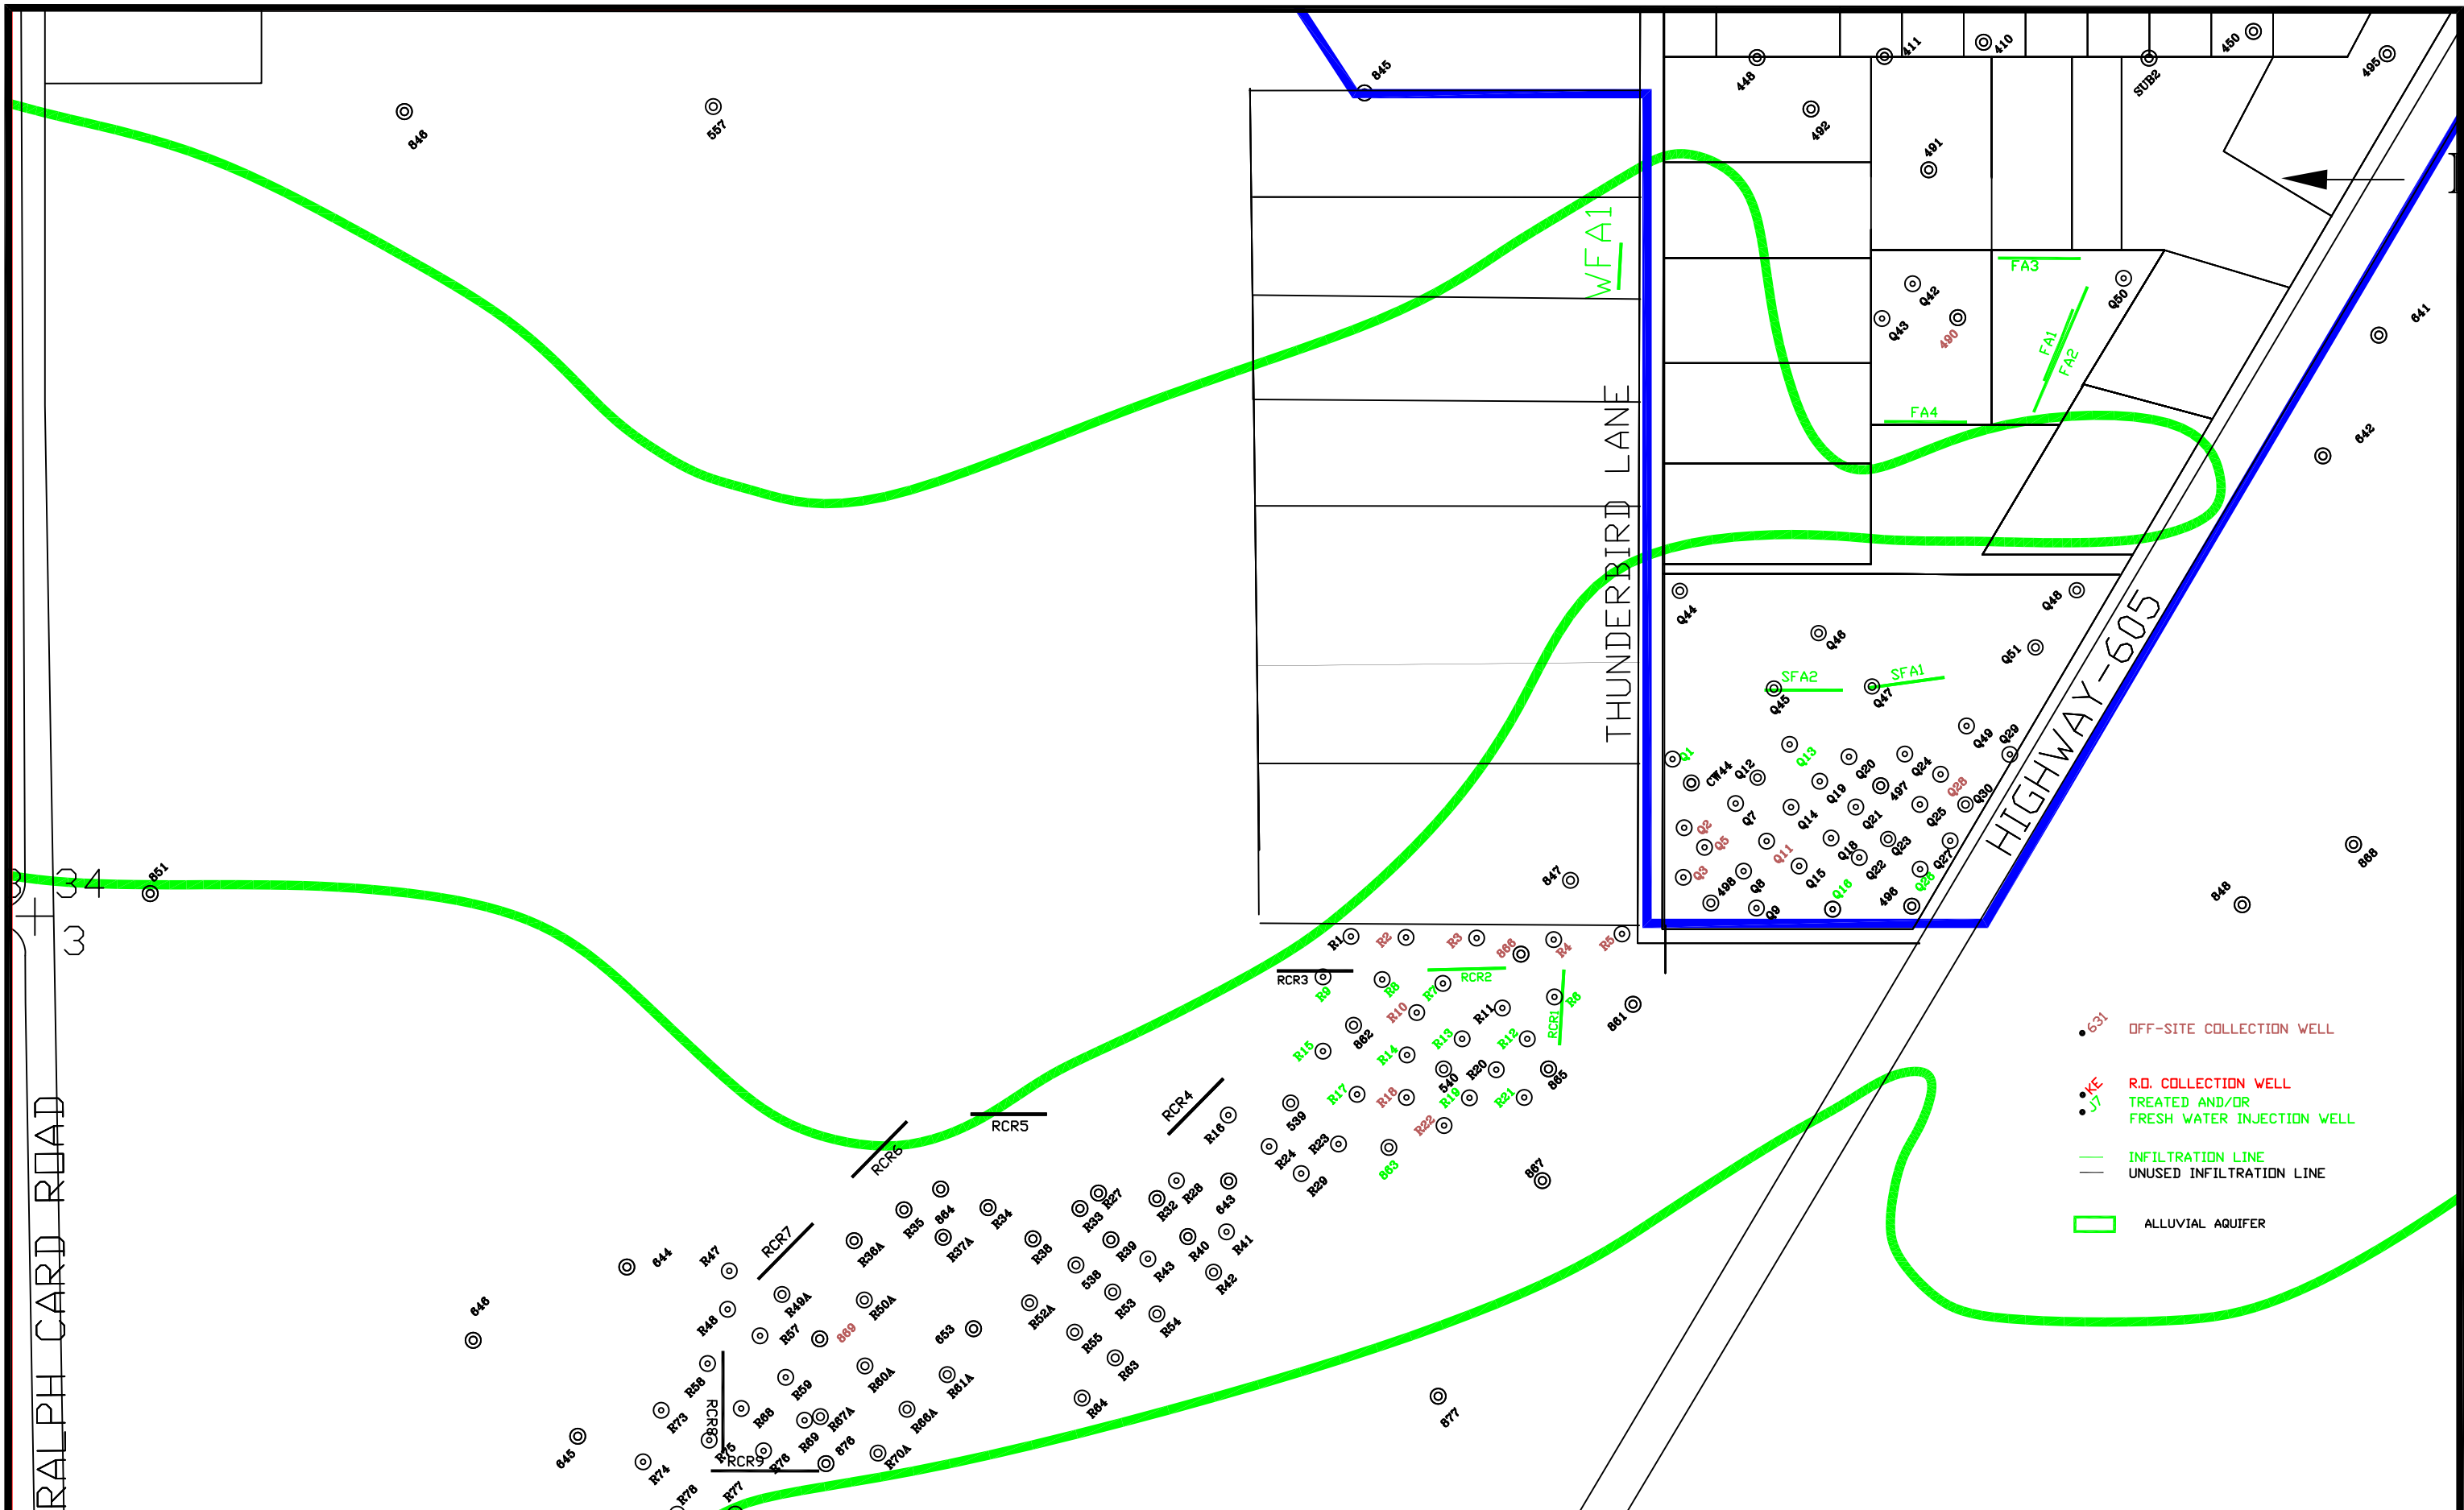 845
448
411
410
450
495
846
557
492
SUB2
491
WFA1
FA3
Q42
Q50
Q43
490
FA1
FA2
641
FA4
642
THUNDERBIRD LANE
Q44
Q48
Q46
Q51
HIGHWAY-605
SFA2
SFA1
Q45
Q47
Q1
Q13
Q49
Q29
CW44
Q12
Q20
Q24
Q19
497
Q28
Q30
Q2
Q7
Q14
Q21
Q25
Q5
Q11
Q18
Q23
Q3
Q8
Q15
Q22
Q27
498
Q9
Q16
496
Q26
868
848
851
34
3
847
R1
R2
R3
866
R4
R5
RCR3
R9
R8
R7
RCR2
R6
RCR1
861
R10
R11
862
R15
R14
R13
R12
540
R20
865
R17
R18
R19
R21
539
R22
R23
863
867
RCR4
R16
R24
R29
RCR5
RCR6
R28
R32
643
R27
R33
R34
864
R35
R36A
R37A
R38
R39
R40
R41
RCR7
R43
R42
538
644
R47
R49A
R50A
R52A
R53
R54
646
R48
R57
869
653
R55
R63
R58
R59
R60A
R61A
R64
877
R73
RCR8
R68
R67A
R66A
R69
645
R74
R75
R76
876
R70A
RCR9
R78
R77
RALPH CARD ROAD
631
OFF-SITE COLLECTION WELL
KE
R.O. COLLECTION WELL
J7
TREATED AND/OR
FRESH WATER INJECTION WELL
INFILTRATION LINE
UNUSED INFILTRATION LINE
ALLUVIAL AQUIFER